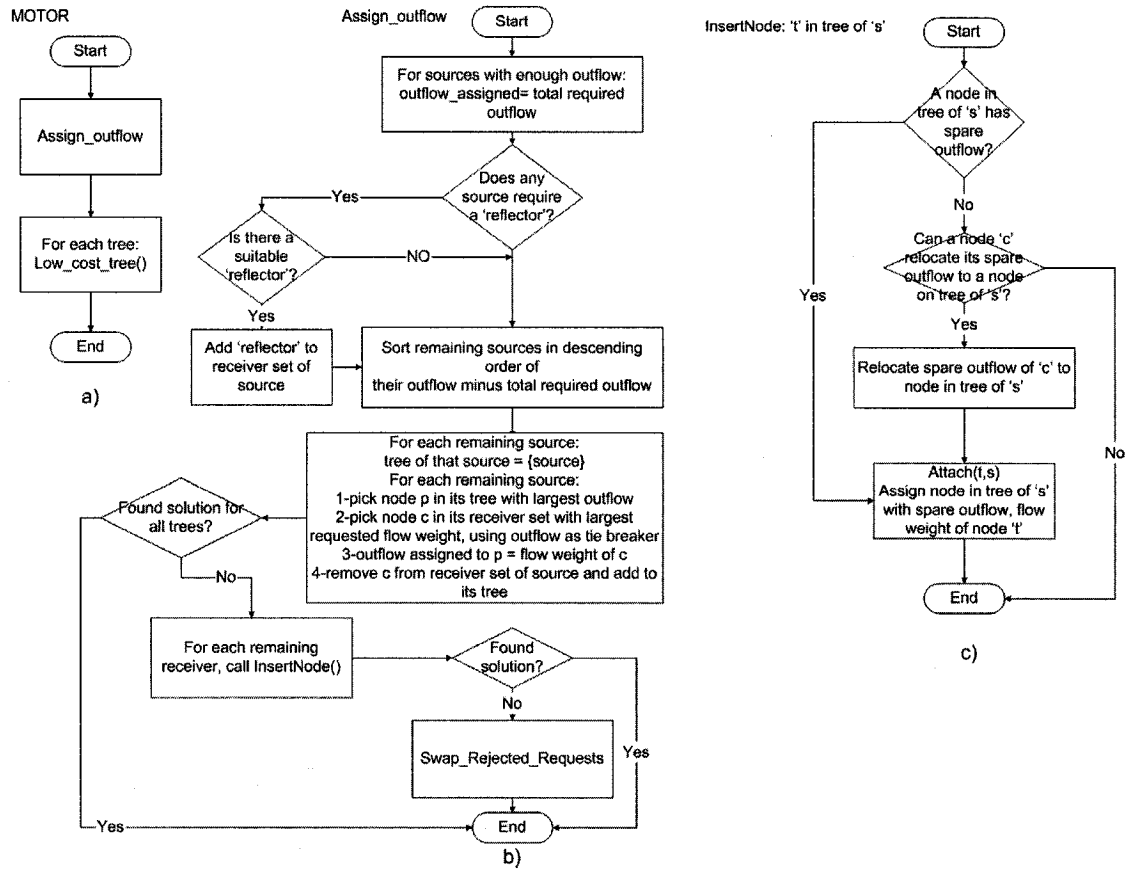 MOTOR
Start
Assign_outflow
For each tree:
Low_cost_tree()
End
a)
Assign_outflow
Start
For sources with enough outflow:
outflow_assigned= total required
outflow
Does any
source require
a 'reflector'?
Yes
Is there a
suitable
'reflector'?
NO
Yes
Add 'reflector' to
receiver set of
source
Sort remaining sources in descending
order of
their outflow minus total required outflow
For each remaining source:
tree of that source = {source}
For each remaining source:
1-pick node p in its tree with largest outflow
2-pick node c in its receiver set with largest
requested flow weight, using outflow as tie breaker
3-outflow assigned to p = flow weight of c
4-remove c from receiver set of source and add to
its tree
Found solution for
all trees?
No
For each remaining
receiver, call InsertNode()
Found
solution?
No
Swap_Rejected_Requests
Yes
Yes
End
b)
InsertNode: 't' in tree of 's'
Start
A node in
tree of 's' has
spare
outflow?
No
Can a node 'c'
relocate its spare
outflow to a node
on tree of 's'?
Yes
Yes
Relocate spare outflow of 'c' to
node in tree of 's'
No
Attach(t,s)
Assign node in tree of 's'
with spare outflow, flow
weight of node 't'
End
c)